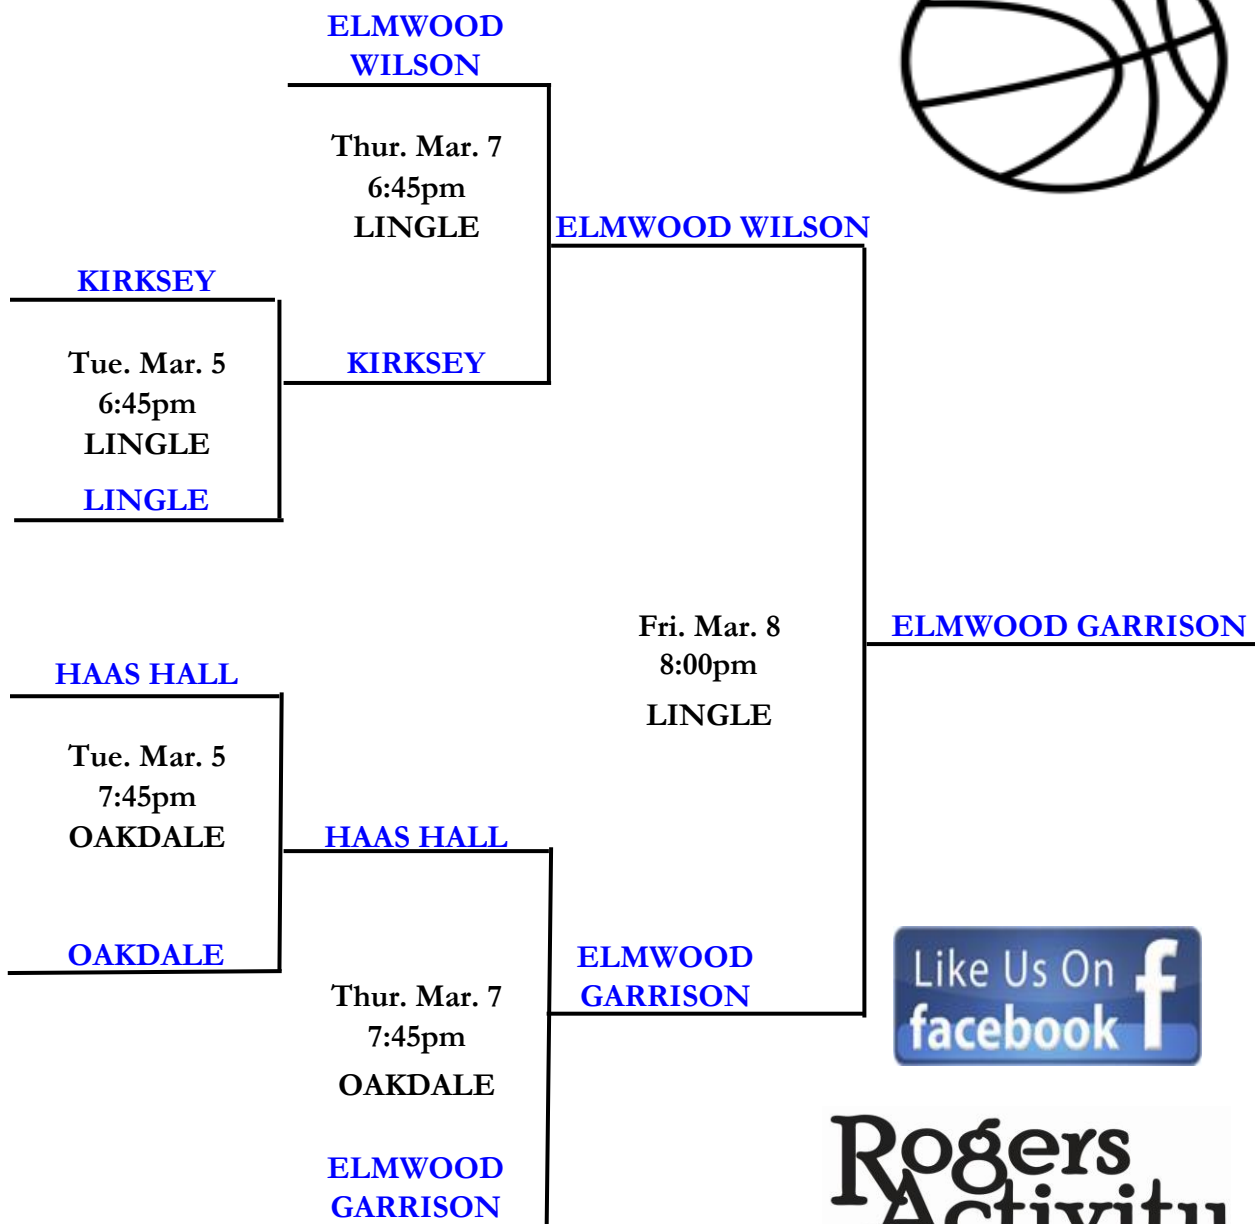 ELMWOOD
WILSON
Thur. Mar. 7
6:45pm
LINGLE
ELMWOOD WILSON
KIRKSEY
Tue. Mar. 5
6:45pm
LINGLE
KIRKSEY
LINGLE
Fri. Mar. 8
8:00pm
LINGLE
ELMWOOD GARRISON
HAAS HALL
Tue. Mar. 5
7:45pm
OAKDALE
HAAS HALL
OAKDALE
ELMWOOD
GARRISON
Thur. Mar. 7
7:45pm
OAKDALE
ELMWOOD
GARRISON
Like Us On
facebook f
Rogers
Activity